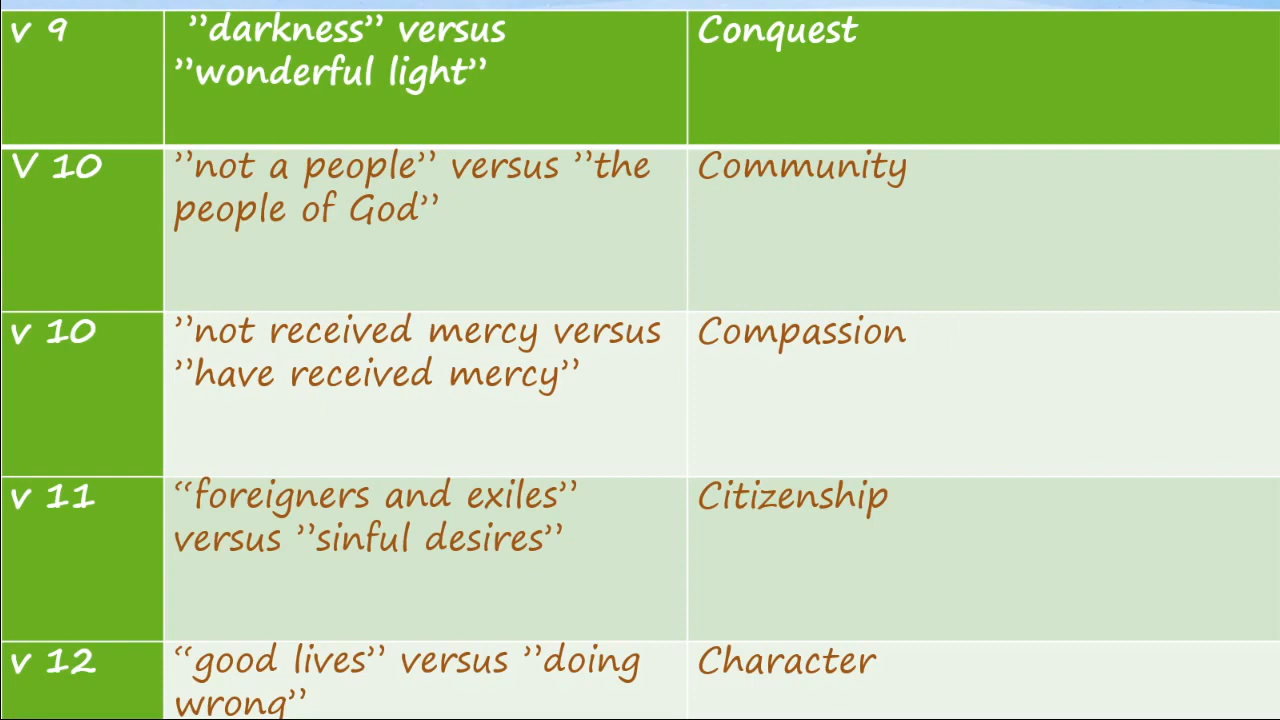 v 9
”darkness” versus
”wonderful light”
Conquest
V 10
”not a people” versus ”the
people of God”
Community
v 10
”not received mercy versus
”have received mercy”
Compassion
v 11
“foreigners and exiles”
versus ”sinful desires”
Citizenship
v 12
“good lives” versus ”doing
wrong”
Character